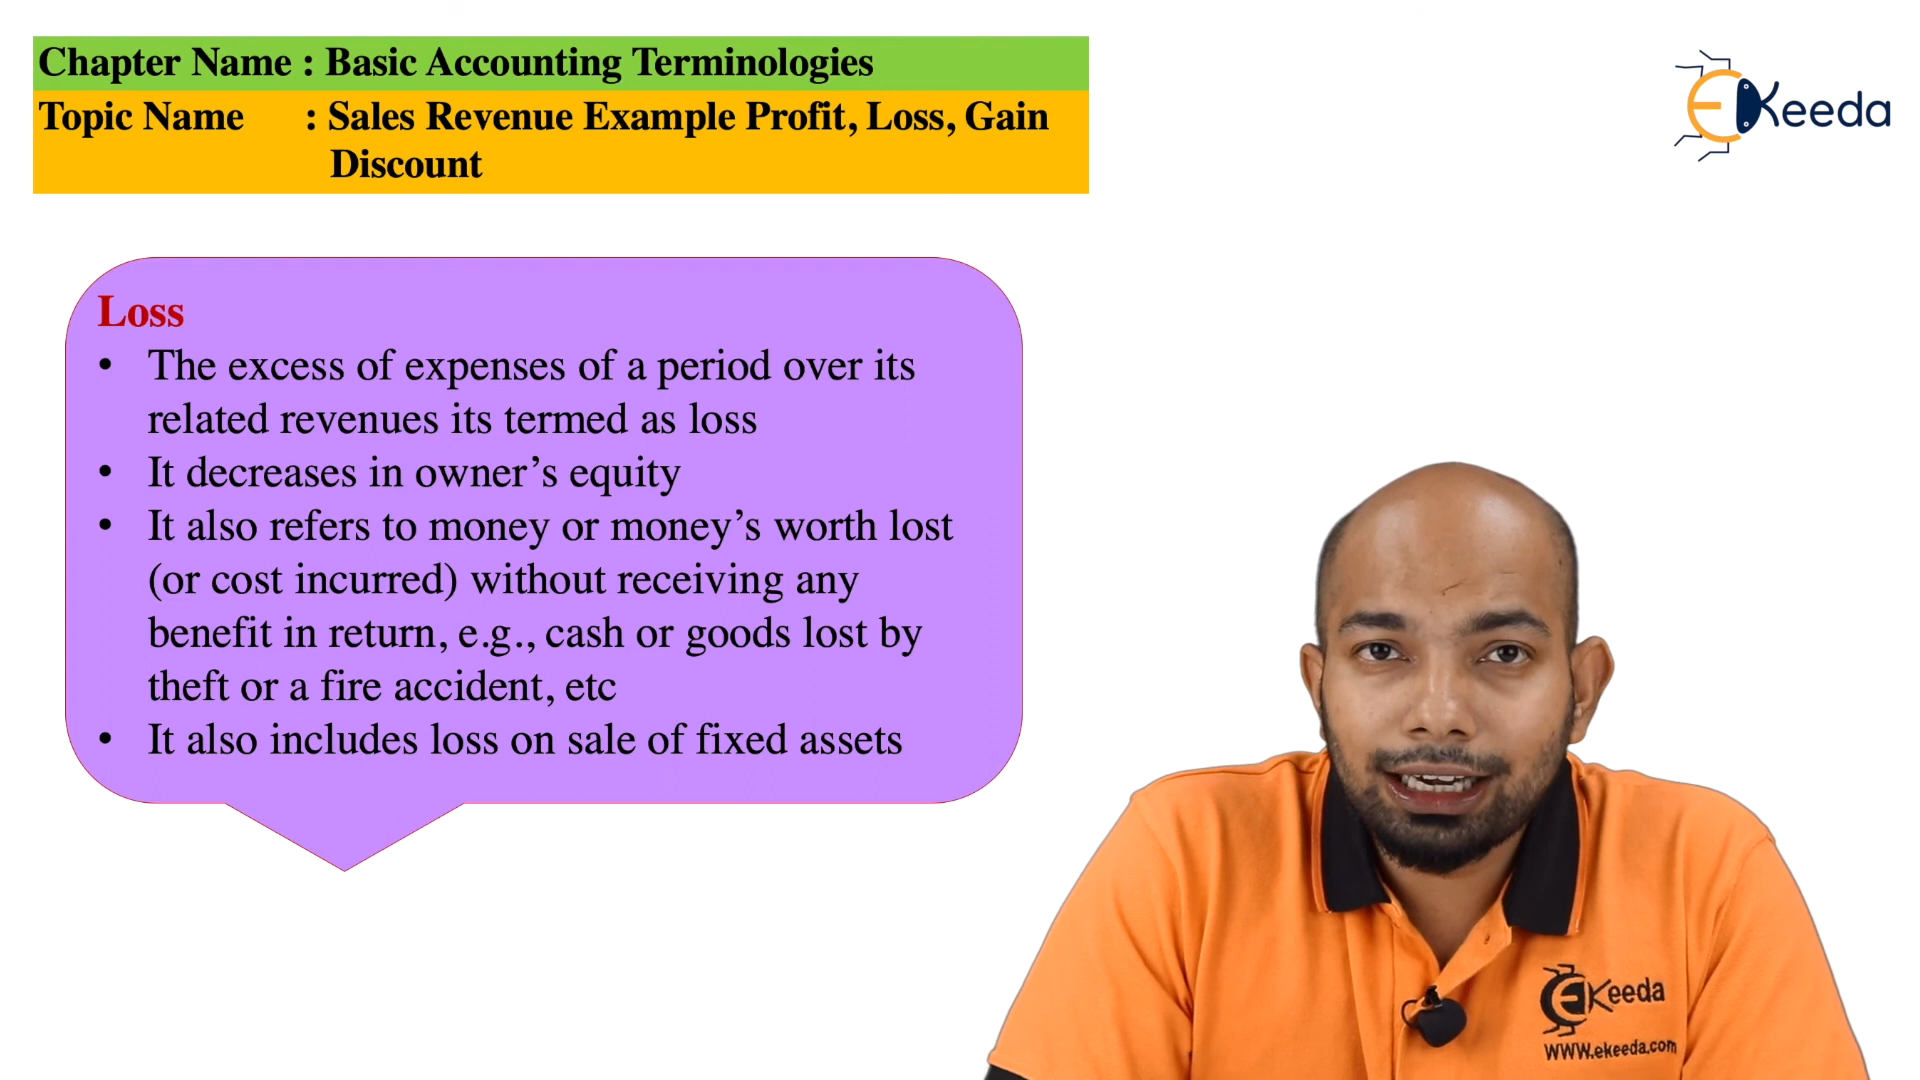 Chapter Name : Basic Accounting Terminologies
Topic Name : Sales Revenue Example Profit, Loss, Gain
Discount
EKeeda
Loss
• The excess of expenses of a period over its
related revenues its termed as loss
• It decreases in owner’s equity
• It also refers to money or money’s worth lost
(or cost incurred) without receiving any
benefit in return, e.g., cash or goods lost by
theft or a fire accident, etc
• It also includes loss on sale of fixed assets
EKeeda
WWW.ekeeda.com